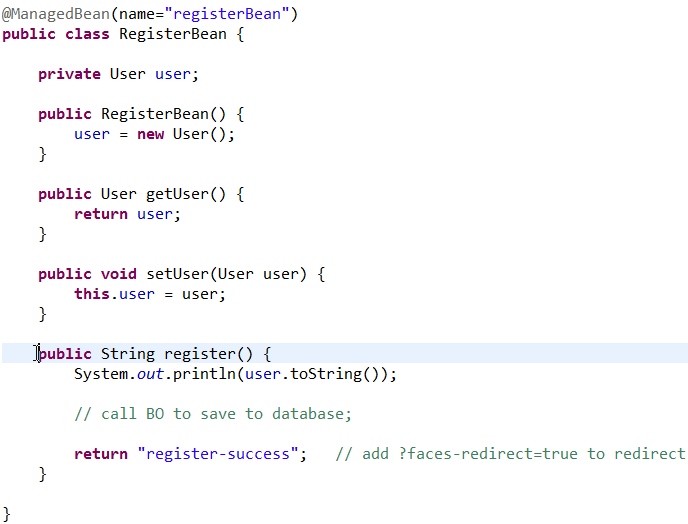 @ManagedBean(name="registerBean")
public class RegisterBean {
private User user;
public RegisterBean() {
user = new User();
}
public User getUser() {
return user;
}
public void setUser(User user) {
this.user = user;
}
public String register() {
System.out.println(user.toString());
// call BO to save to database;
return "register-success";   // add ?faces-redirect=true to redirect
}
}